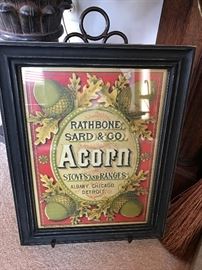 RATHBONE,
SARD & CO.
Acorn
STOVES AND RANGES
ALBANY, CHICAGO,
DETROIT.